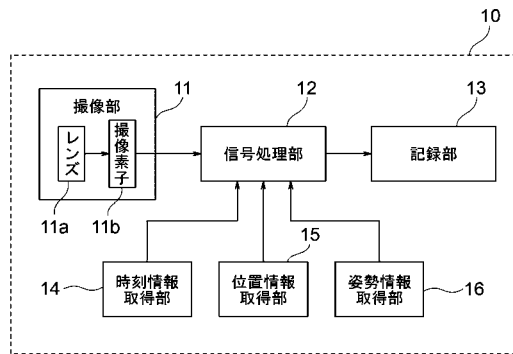 10
撮像部
11
レンズ
撮像素子
11a
11b
12
信号処理部
13
記録部
14
時刻情報
取得部
15
位置情報
取得部
姿勢情報
取得部
16